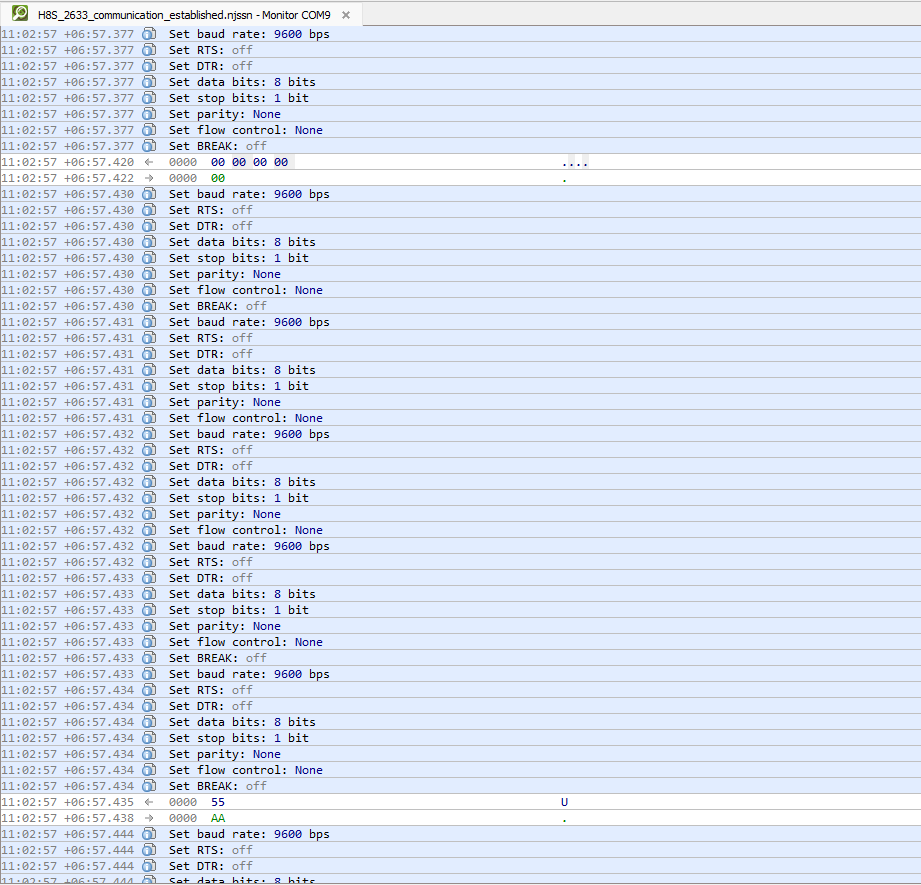 H8S_2633_communication_established.njssn - Monitor COM9
11:02:57 +06:57.377 Set baud rate: 9600 bps
11:02:57 +06:57.377 Set RTS: off
11:02:57 +06:57.377 Set DTR: off
11:02:57 +06:57.377 Set data bits: 8 bits
11:02:57 +06:57.377 Set stop bits: 1 bit
11:02:57 +06:57.377 Set parity: None
11:02:57 +06:57.377 Set flow control: None
11:02:57 +06:57.377 Set BREAK: off
11:02:57 +06:57.420 ← 0000 00 00 00 00 ....
11:02:57 +06:57.422 → 0000 00 .
11:02:57 +06:57.430 Set baud rate: 9600 bps
11:02:57 +06:57.430 Set RTS: off
11:02:57 +06:57.430 Set DTR: off
11:02:57 +06:57.430 Set data bits: 8 bits
11:02:57 +06:57.430 Set stop bits: 1 bit
11:02:57 +06:57.430 Set parity: None
11:02:57 +06:57.430 Set flow control: None
11:02:57 +06:57.430 Set BREAK: off
11:02:57 +06:57.431 Set baud rate: 9600 bps
11:02:57 +06:57.431 Set RTS: off
11:02:57 +06:57.431 Set DTR: off
11:02:57 +06:57.431 Set data bits: 8 bits
11:02:57 +06:57.431 Set stop bits: 1 bit
11:02:57 +06:57.431 Set parity: None
11:02:57 +06:57.431 Set flow control: None
11:02:57 +06:57.432 Set baud rate: 9600 bps
11:02:57 +06:57.432 Set RTS: off
11:02:57 +06:57.432 Set DTR: off
11:02:57 +06:57.432 Set data bits: 8 bits
11:02:57 +06:57.432 Set stop bits: 1 bit
11:02:57 +06:57.432 Set parity: None
11:02:57 +06:57.432 Set flow control: None
11:02:57 +06:57.432 Set baud rate: 9600 bps
11:02:57 +06:57.432 Set RTS: off
11:02:57 +06:57.433 Set DTR: off
11:02:57 +06:57.433 Set data bits: 8 bits
11:02:57 +06:57.433 Set stop bits: 1 bit
11:02:57 +06:57.433 Set parity: None
11:02:57 +06:57.433 Set flow control: None
11:02:57 +06:57.433 Set BREAK: off
11:02:57 +06:57.433 Set baud rate: 9600 bps
11:02:57 +06:57.434 Set RTS: off
11:02:57 +06:57.434 Set DTR: off
11:02:57 +06:57.434 Set data bits: 8 bits
11:02:57 +06:57.434 Set stop bits: 1 bit
11:02:57 +06:57.434 Set parity: None
11:02:57 +06:57.434 Set flow control: None
11:02:57 +06:57.434 Set BREAK: off
11:02:57 +06:57.435 ← 0000 55 U
11:02:57 +06:57.438 → 0000 AA .
11:02:57 +06:57.444 Set baud rate: 9600 bps
11:02:57 +06:57.444 Set RTS: off
11:02:57 +06:57.444 Set DTR: off
11:02:57 +06:57.444 Set data bits: 8 bits